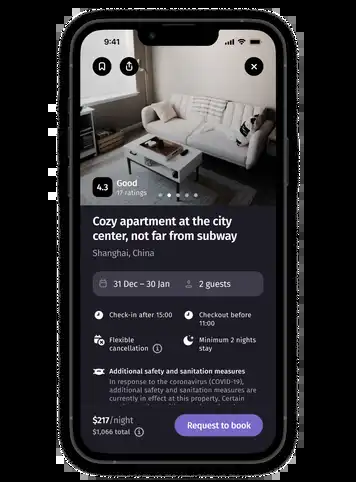 9:41
4.3
Good
17 ratings
Cozy apartment at the city
center, not far from subway
Shanghai, China
31 Dec – 30 Jan
2 guests
Check-in after 15:00
Checkout before
11:00
Flexible
cancellation
Minimum 2 nights
stay
Additional safety and sanitation measures
In response to the coronavirus (COVID-19),
additional safety and sanitation measures are
currently in effect at this property, Certain
$217/night
$1,066 total
Request to book